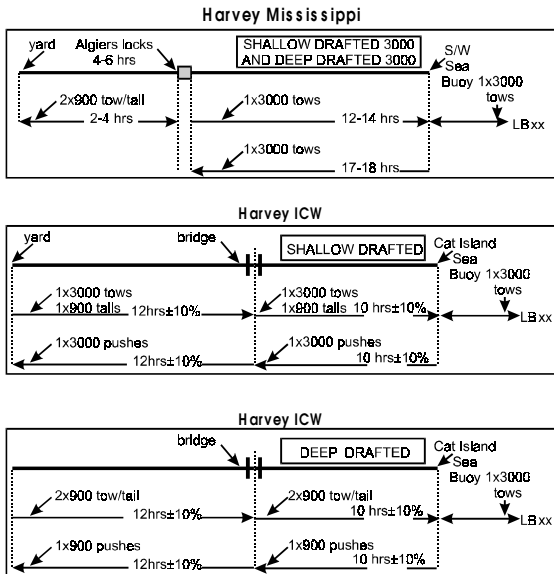 Harvey Mississippi
yard
Algiers locks
4-6 hrs
SHALLOW DRAFTED 3000
AND DEEP DRAFTED 3000
S/W
Sea
Buoy 1x3000
tows
2x900 tow/tail
2-4 hrs
1x3000 tows
12-14 hrs
LBxx
1x3000 tows
17-18 hrs
Harvey ICW
yard
bridge
SHALLOW DRAFTED
Cat Island
Sea
Buoy 1x3000
tows
1x3000 tows
1x900 tails
12hrs±10%
1x3000 tows
1x900 tails
10 hrs±10%
LBxx
1x3000 pushes
12hrs±10%
1x3000 pushes
10 hrs±10%
Harvey ICW
bridge
DEEP DRAFTED
Cat Island
Sea
Buoy 1x3000
tows
2x900 tow/tail
12hrs±10%
2x900 tow/tail
10 hrs±10%
LBxx
1x900 pushes
12hrs±10%
1x900 pushes
10 hrs±10%